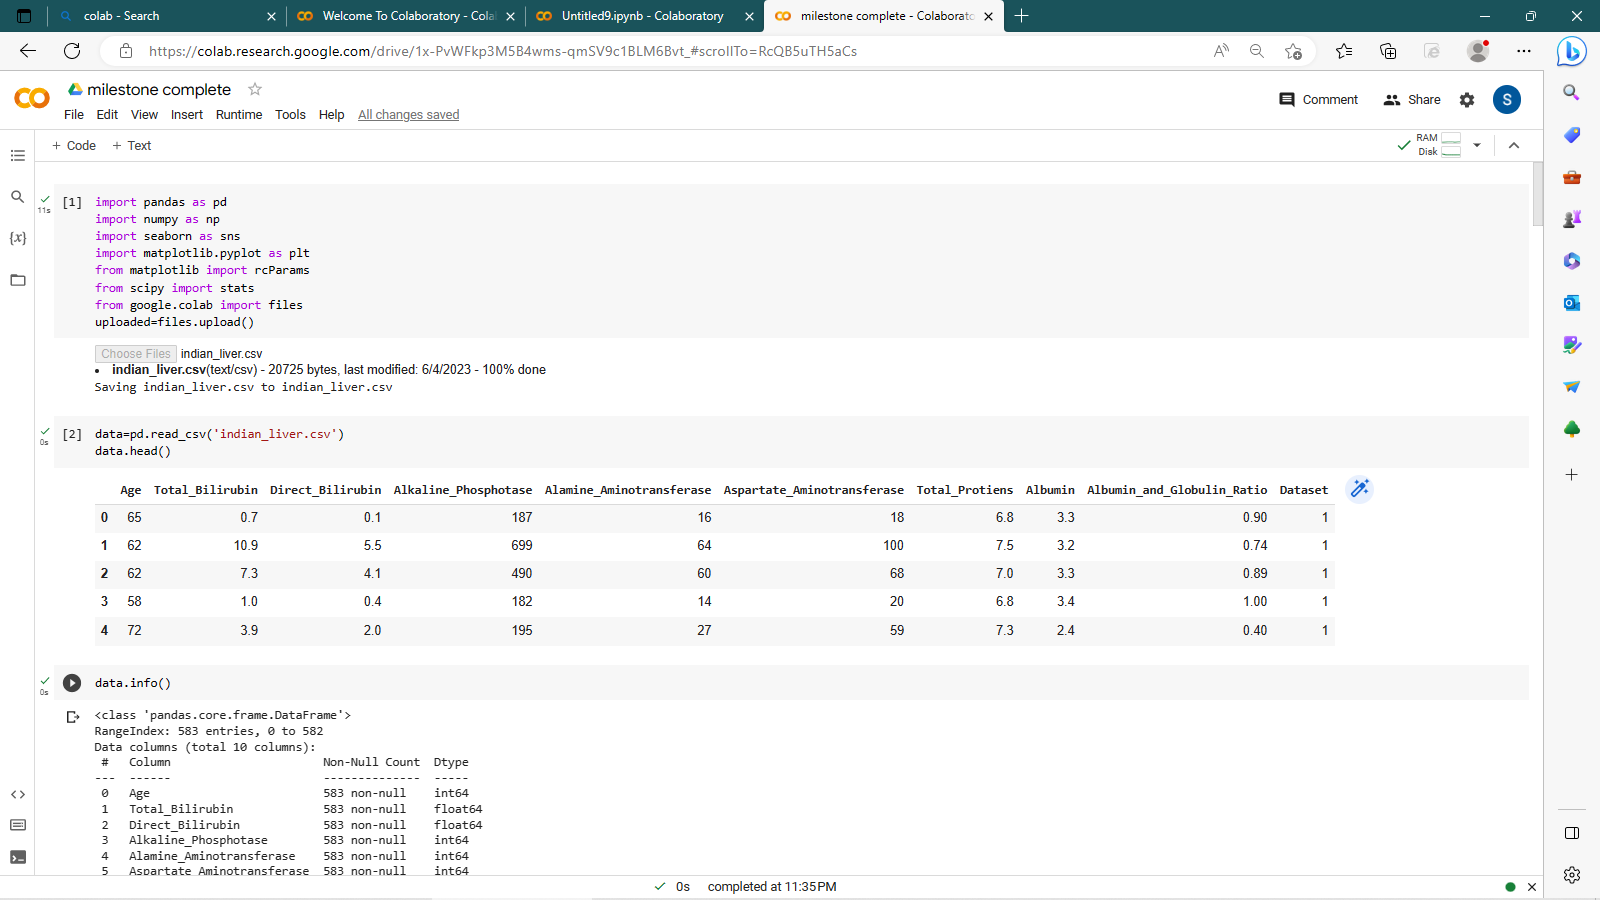 colab - Search
Welcome To Colaboratory - Cola
Untitled9.ipynb - Colaboratory
milestone complete - Colaborato
https://colab.research.google.com/drive/1x-PvWFkp3M5B4wms-qmSV9c1BLM6Bvt_#scrollTo=RcQB5uTH5aCs
milestone complete
Comment Share S
File Edit View Insert Runtime Tools Help All changes saved
+ Code + Text
RAM
Disk
11s
[1] import pandas as pd
import numpy as np
import seaborn as sns
import matplotlib.pyplot as plt
from matplotlib import rcParams
from scipy import stats
from google.colab import files
uploaded=files.upload()
Choose Files indian_liver.csv
• indian_liver.csv(text/csv) - 20725 bytes, last modified: 6/4/2023 - 100% done
Saving indian_liver.csv to indian_liver.csv
0s
[2] data=pd.read_csv('indian_liver.csv')
data.head()
Age Total_Bilirubin Direct_Bilirubin Alkaline_Phosphotase Alamine_Aminotransferase Aspartate_Aminotransferase Total_Protiens Albumin Albumin_and_Globulin_Ratio Dataset
0 65 0.7 0.1 187 16 18 6.8 3.3 0.90 1
1 62 10.9 5.5 699 64 100 7.5 3.2 0.74 1
2 62 7.3 4.1 490 60 68 7.0 3.3 0.89 1
3 58 1.0 0.4 182 14 20 6.8 3.4 1.00 1
4 72 3.9 2.0 195 27 59 7.3 2.4 0.40 1
0s
data.info()
<class 'pandas.core.frame.DataFrame'>
RangeIndex: 583 entries, 0 to 582
Data columns (total 10 columns):
# Column Non-Null Count Dtype
--- ------ -------------- -----
0 Age 583 non-null int64
1 Total_Bilirubin 583 non-null float64
2 Direct_Bilirubin 583 non-null float64
3 Alkaline_Phosphotase 583 non-null int64
4 Alamine_Aminotransferase 583 non-null int64
5 Aspartate_Aminotransferase 583 non-null int64
0s completed at 11:35 PM